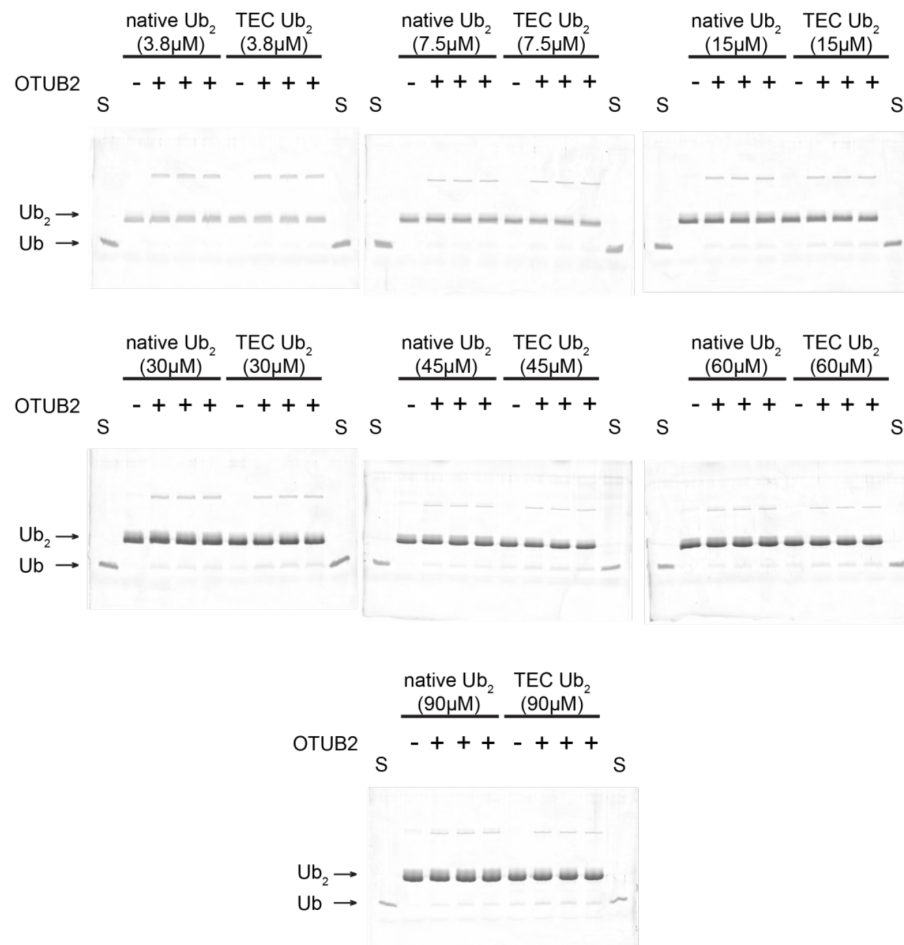 native Ub₂ TEC Ub₂ native Ub₂ TEC Ub₂ native Ub₂ TEC Ub₂
(3.8µM) (3.8µM) (7.5µM) (7.5µM) (15µM) (15µM)
OTUB2 - + + + - + + + - + + + - + + + - + + + - + + +
S S S S S S
Ub₂
Ub
native Ub₂ TEC Ub₂ native Ub₂ TEC Ub₂ native Ub₂ TEC Ub₂
(30µM) (30µM) (45µM) (45µM) (60µM) (60µM)
OTUB2 - + + + - + + + - + + + - + + + - + + + - + + +
S S S S S S
Ub₂
Ub
native Ub₂ TEC Ub₂
(90µM) (90µM)
OTUB2 - + + + - + + +
S S
Ub₂
Ub